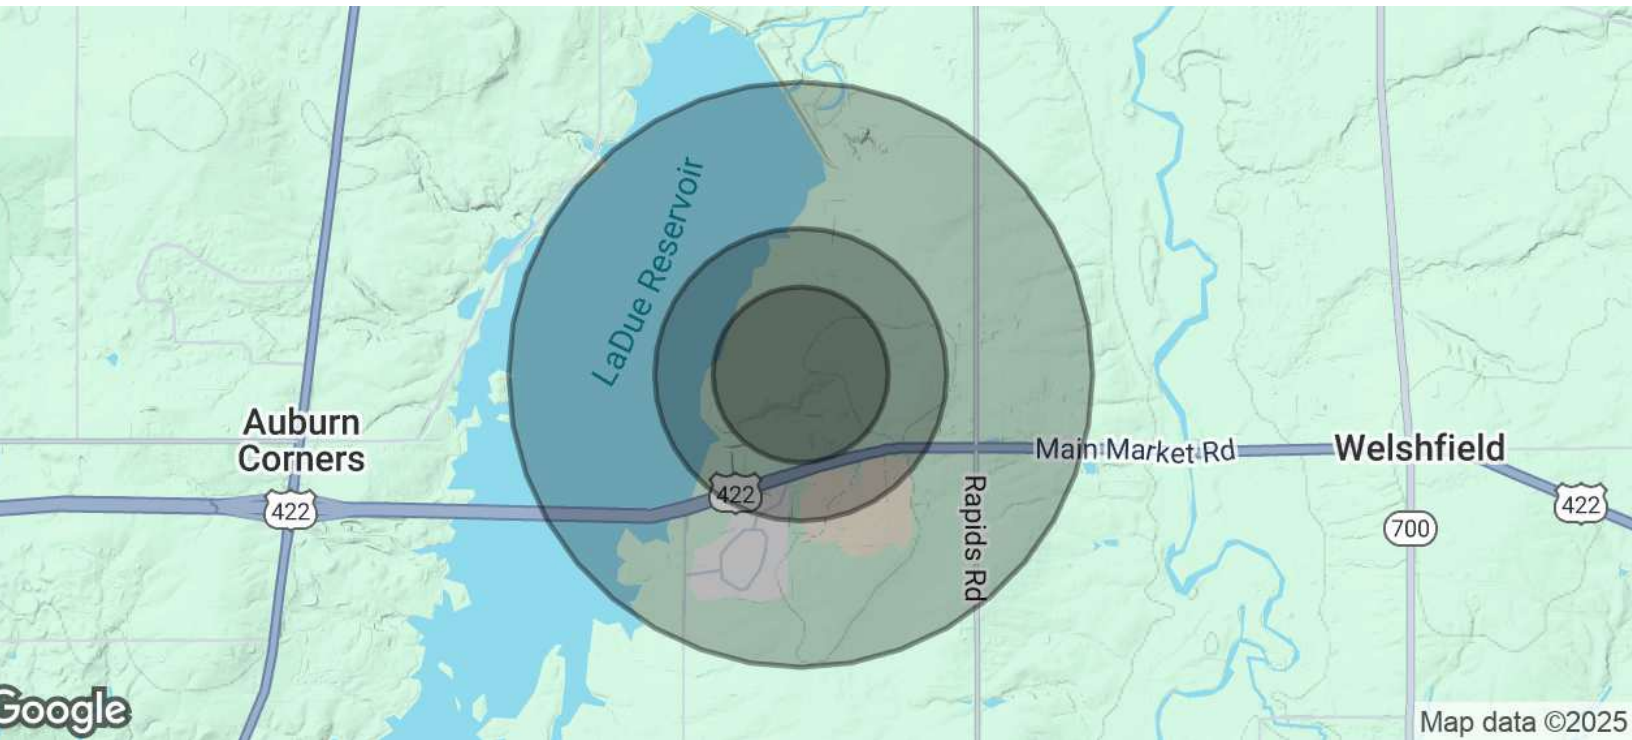 LaDue Reservoir
Auburn
Corners
422
422
Main Market Rd
Welshfield
422
700
Rapids Rd
Google
Map data ©2025